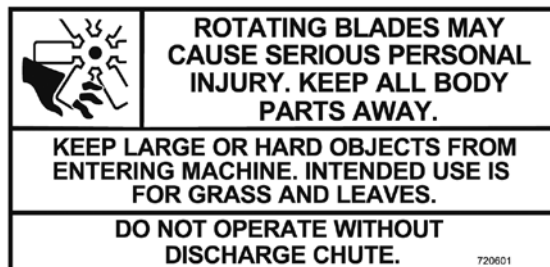 ROTATING BLADES MAY
CAUSE SERIOUS PERSONAL
INJURY. KEEP ALL BODY
PARTS AWAY.
KEEP LARGE OR HARD OBJECTS FROM
ENTERING MACHINE. INTENDED USE IS
FOR GRASS AND LEAVES.
DO NOT OPERATE WITHOUT
DISCHARGE CHUTE.
720601